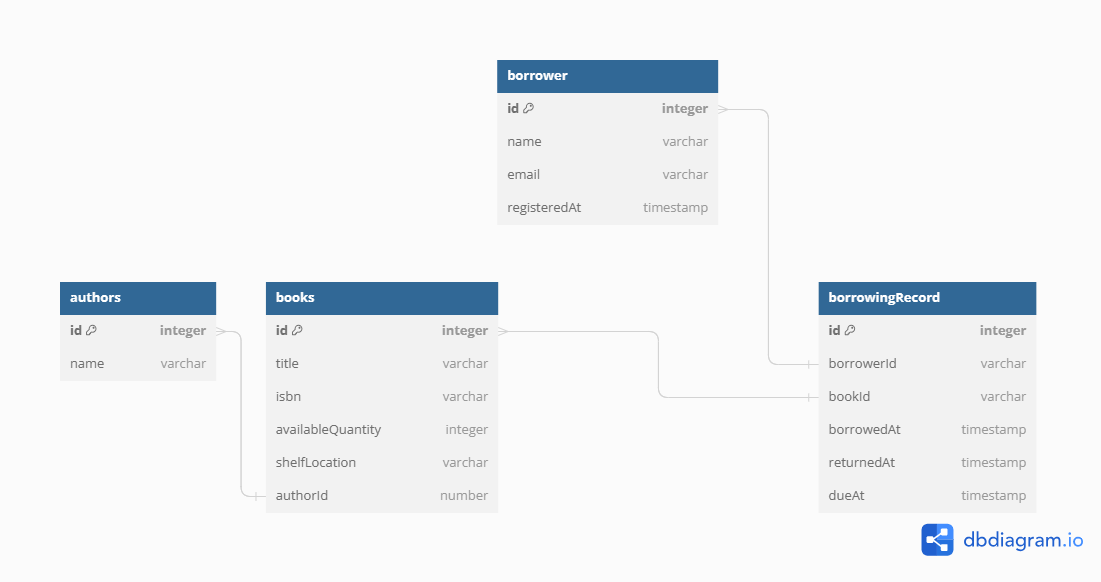 borrower
id integer
name varchar
email varchar
registeredAt timestamp
authors
id integer
name varchar
books
id integer
title varchar
isbn varchar
availableQuantity integer
shelfLocation varchar
authorId number
borrowingRecord
id integer
borrowerId varchar
bookId varchar
borrowedAt timestamp
returnedAt timestamp
dueAt timestamp
dbdiagram.io